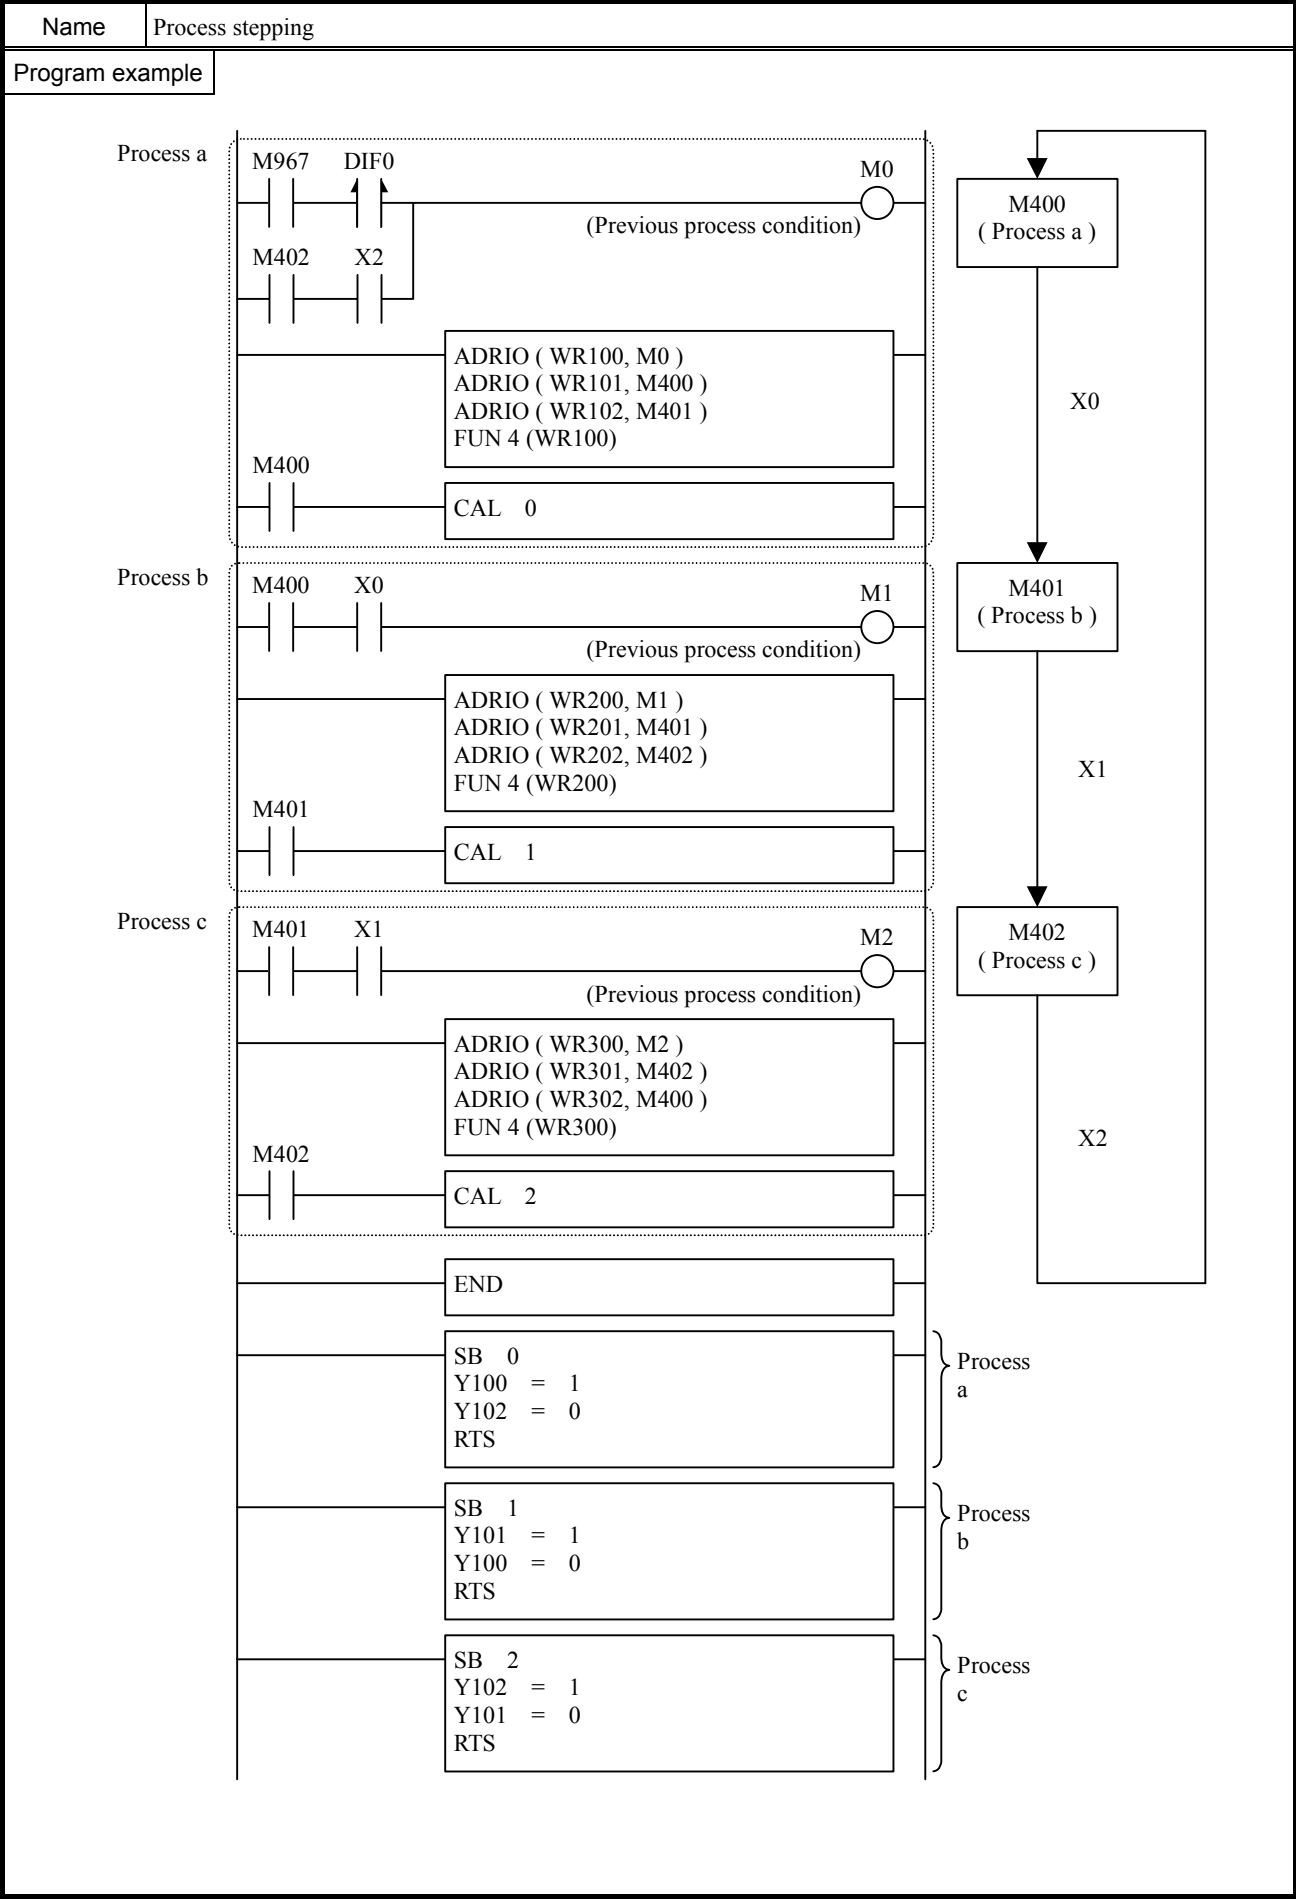 Name Process stepping
Program example
Process a
M967 DIF0 M0
(Previous process condition)
M402 X2
ADRIO ( WR100, M0 )
ADRIO ( WR101, M400 )
ADRIO ( WR102, M401 )
FUN 4 (WR100)
M400
CAL 0
Process b
M400 X0 M1
(Previous process condition)
ADRIO ( WR200, M1 )
ADRIO ( WR201, M401 )
ADRIO ( WR202, M402 )
FUN 4 (WR200)
M401
CAL 1
Process c
M401 X1 M2
(Previous process condition)
ADRIO ( WR300, M2 )
ADRIO ( WR301, M402 )
ADRIO ( WR302, M400 )
FUN 4 (WR300)
M402
CAL 2
END
SB 0
Y100 = 1
Y102 = 0
RTS
Process
a
SB 1
Y101 = 1
Y100 = 0
RTS
Process
b
SB 2
Y102 = 1
Y101 = 0
RTS
Process
c
M400
( Process a )
X0
M401
( Process b )
X1
M402
( Process c )
X2